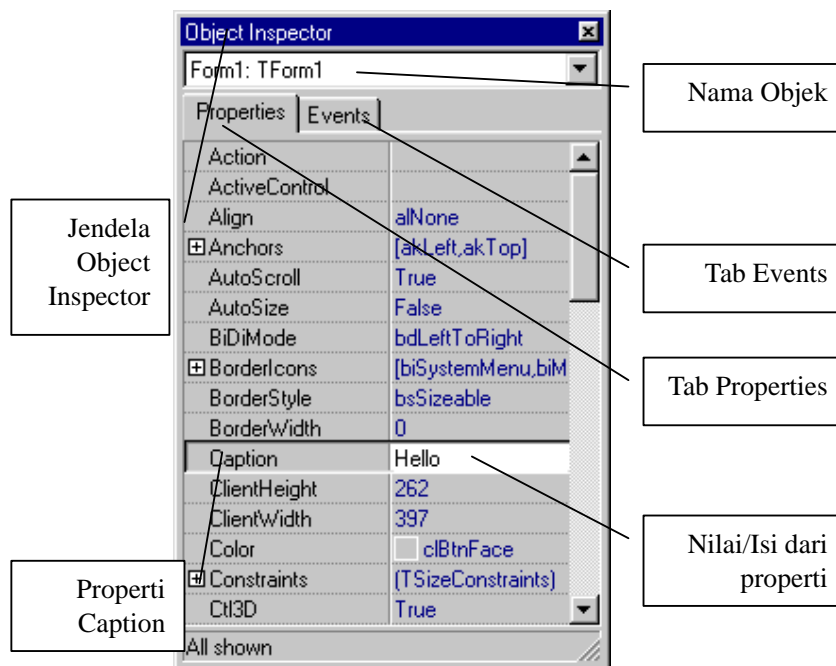 Object Inspector
Form1: TForm1
Properties
Events
Action
ActiveControl
Align alNone
Anchors [akLeft,akTop]
AutoScroll True
AutoSize False
BiDiMode bdLeftToRight
BorderIcons [biSystemMenu,biM
BorderStyle bsSizeable
BorderWidth 0
Caption Hello
ClientHeight 262
ClientWidth 397
Color clBtnFace
Constraints (TSizeConstraints)
Ctl3D True
All shown
Jendela
Object
Inspector
Properti
Caption
Nama Objek
Tab Events
Tab Properties
Nilai/Isi dari
properti